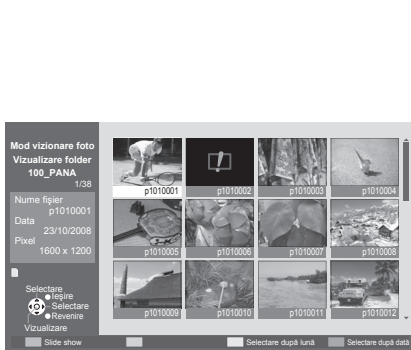 Mod vizionare foto
Vizualizare folder
100_PANA
1/38
Nume fişier
p1010001
Data
23/10/2008
Pixel
1600 x 1200
Selectare
Ieşire
Selectare
Revenire
Vizualizare
p1010001 p1010002 p1010003 p1010004
p1010005 p1010006 p1010007 p1010008
p1010009 p1010010 p1010011 p1010012
Slide show Selectare după lună Selectare după dată